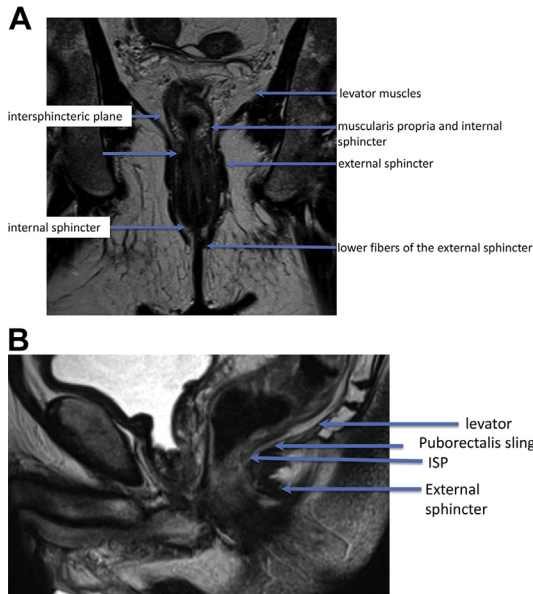 A
levator muscles
intersphincteric plane
muscularis propria and internal
sphincter
external sphincter
internal sphincter
lower fibers of the external sphincter
B
levator
Puborectalis sling
ISP
External
sphincter